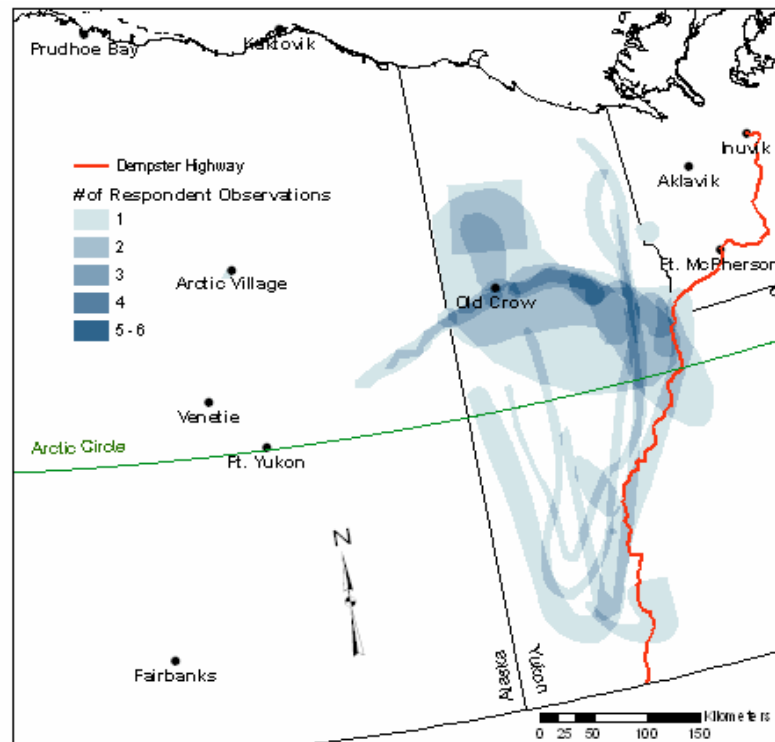 Prudhoe Bay
Kaktovik
Inuvik
Dempster Highway
Aklavik
# of Respondent Observations
1
2
3
4
5 - 6
Ft. McPherson
Arctic Village
Old Crow
Venetie
Arctic Circle
Ft. Yukon
N
Fairbanks
Alaska
Yukon
Kilometers
0 25 50 100 150